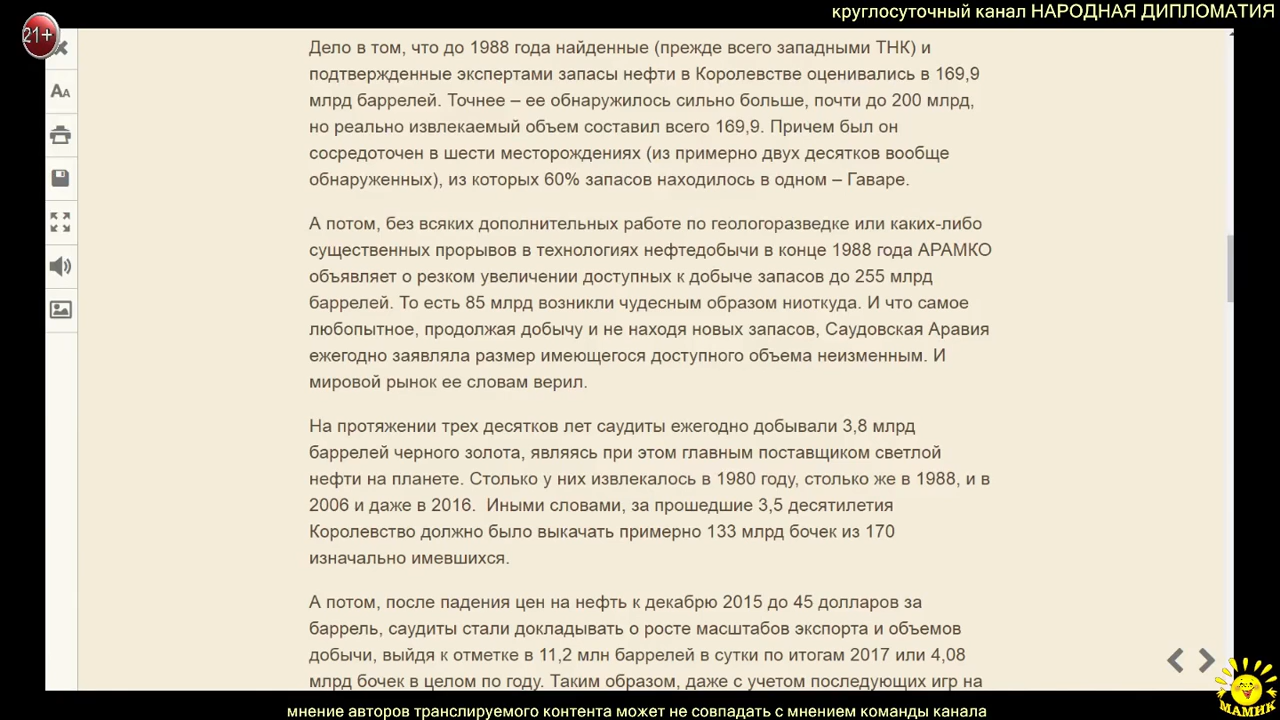 круглосуточный канал НАРОДНАЯ ДИПЛОМАТИЯ
21+
Дело в том, что до 1988 года найденные (прежде всего западными ТНК) и
подтвержденные экспертами запасы нефти в Королевстве оценивались в 169,9
млрд баррелей. Точнее – ее обнаружилось сильно больше, почти до 200 млрд,
но реально извлекаемый объем составил всего 169,9. Причем был он
сосредоточен в шести месторождениях (из примерно двух десятков вообще
обнаруженных), из которых 60% запасов находилось в одном – Гаваре.
А потом, без всяких дополнительных работе по геологоразведке или каких-либо
существенных прорывов в технологиях нефтедобычи в конце 1988 года АРАМКО
объявляет о резком увеличении доступных к добыче запасов до 255 млрд
баррелей. То есть 85 млрд возникли чудесным образом ниоткуда. И что самое
любопытное, продолжая добычу и не находя новых запасов, Саудовская Аравия
ежегодно заявляла размер имеющегося доступного объема неизменным. И
мировой рынок ее словам верил.
На протяжении трех десятков лет саудиты ежегодно добывали 3,8 млрд
баррелей черного золота, являясь при этом главным поставщиком светлой
нефти на планете. Столько у них извлекалось в 1980 году, столько же в 1988, и в
2006 и даже в 2016. Иными словами, за прошедшие 3,5 десятилетия
Королевство должно было выкачать примерно 133 млрд бочек из 170
изначально имевшихся.
А потом, после падения цен на нефть к декабрю 2015 до 45 долларов за
баррель, саудиты стали докладывать о росте масштабов экспорта и объемов
добычи, выйдя к отметке в 11,2 млн баррелей в сутки по итогам 2017 или 4,08
млрд бочек в целом по году. Таким образом, даже с учетом последующих игр на
МАМИК
мнение авторов транслируемого контента может не совпадать с мнением команды канала